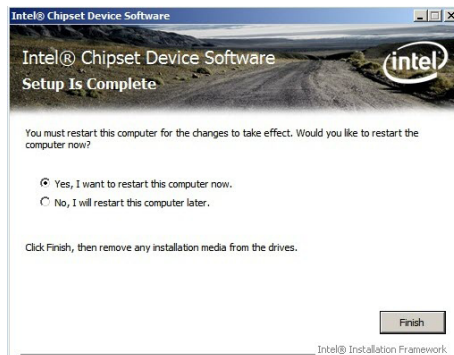 Intel® Chipset Device Software
Intel® Chipset Device Software
Setup Is Complete
intel
You must restart this computer for the changes to take effect. Would you like to restart the
computer now?
Yes, I want to restart this computer now.
No, I will restart this computer later.
Click Finish, then remove any installation media from the drives.
Finish
Intel® Installation Framework